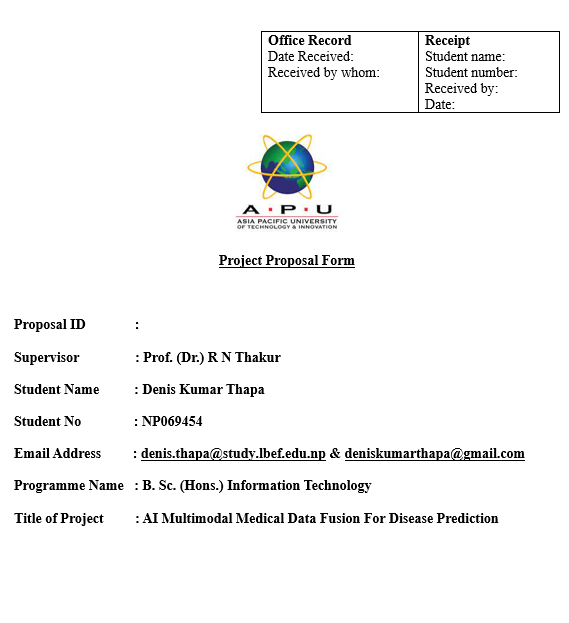 Office Record
Date Received:
Received by whom:
Receipt
Student name:
Student number:
Received by:
Date:
A · P · U
ASIA PACIFIC UNIVERSITY
OF TECHNOLOGY & INNOVATION
Project Proposal Form
Proposal ID :
Supervisor : Prof. (Dr.) R N Thakur
Student Name : Denis Kumar Thapa
Student No : NP069454
Email Address : denis.thapa@study.lbef.edu.np & deniskumarthapa@gmail.com
Programme Name : B. Sc. (Hons.) Information Technology
Title of Project : AI Multimodal Medical Data Fusion For Disease Prediction